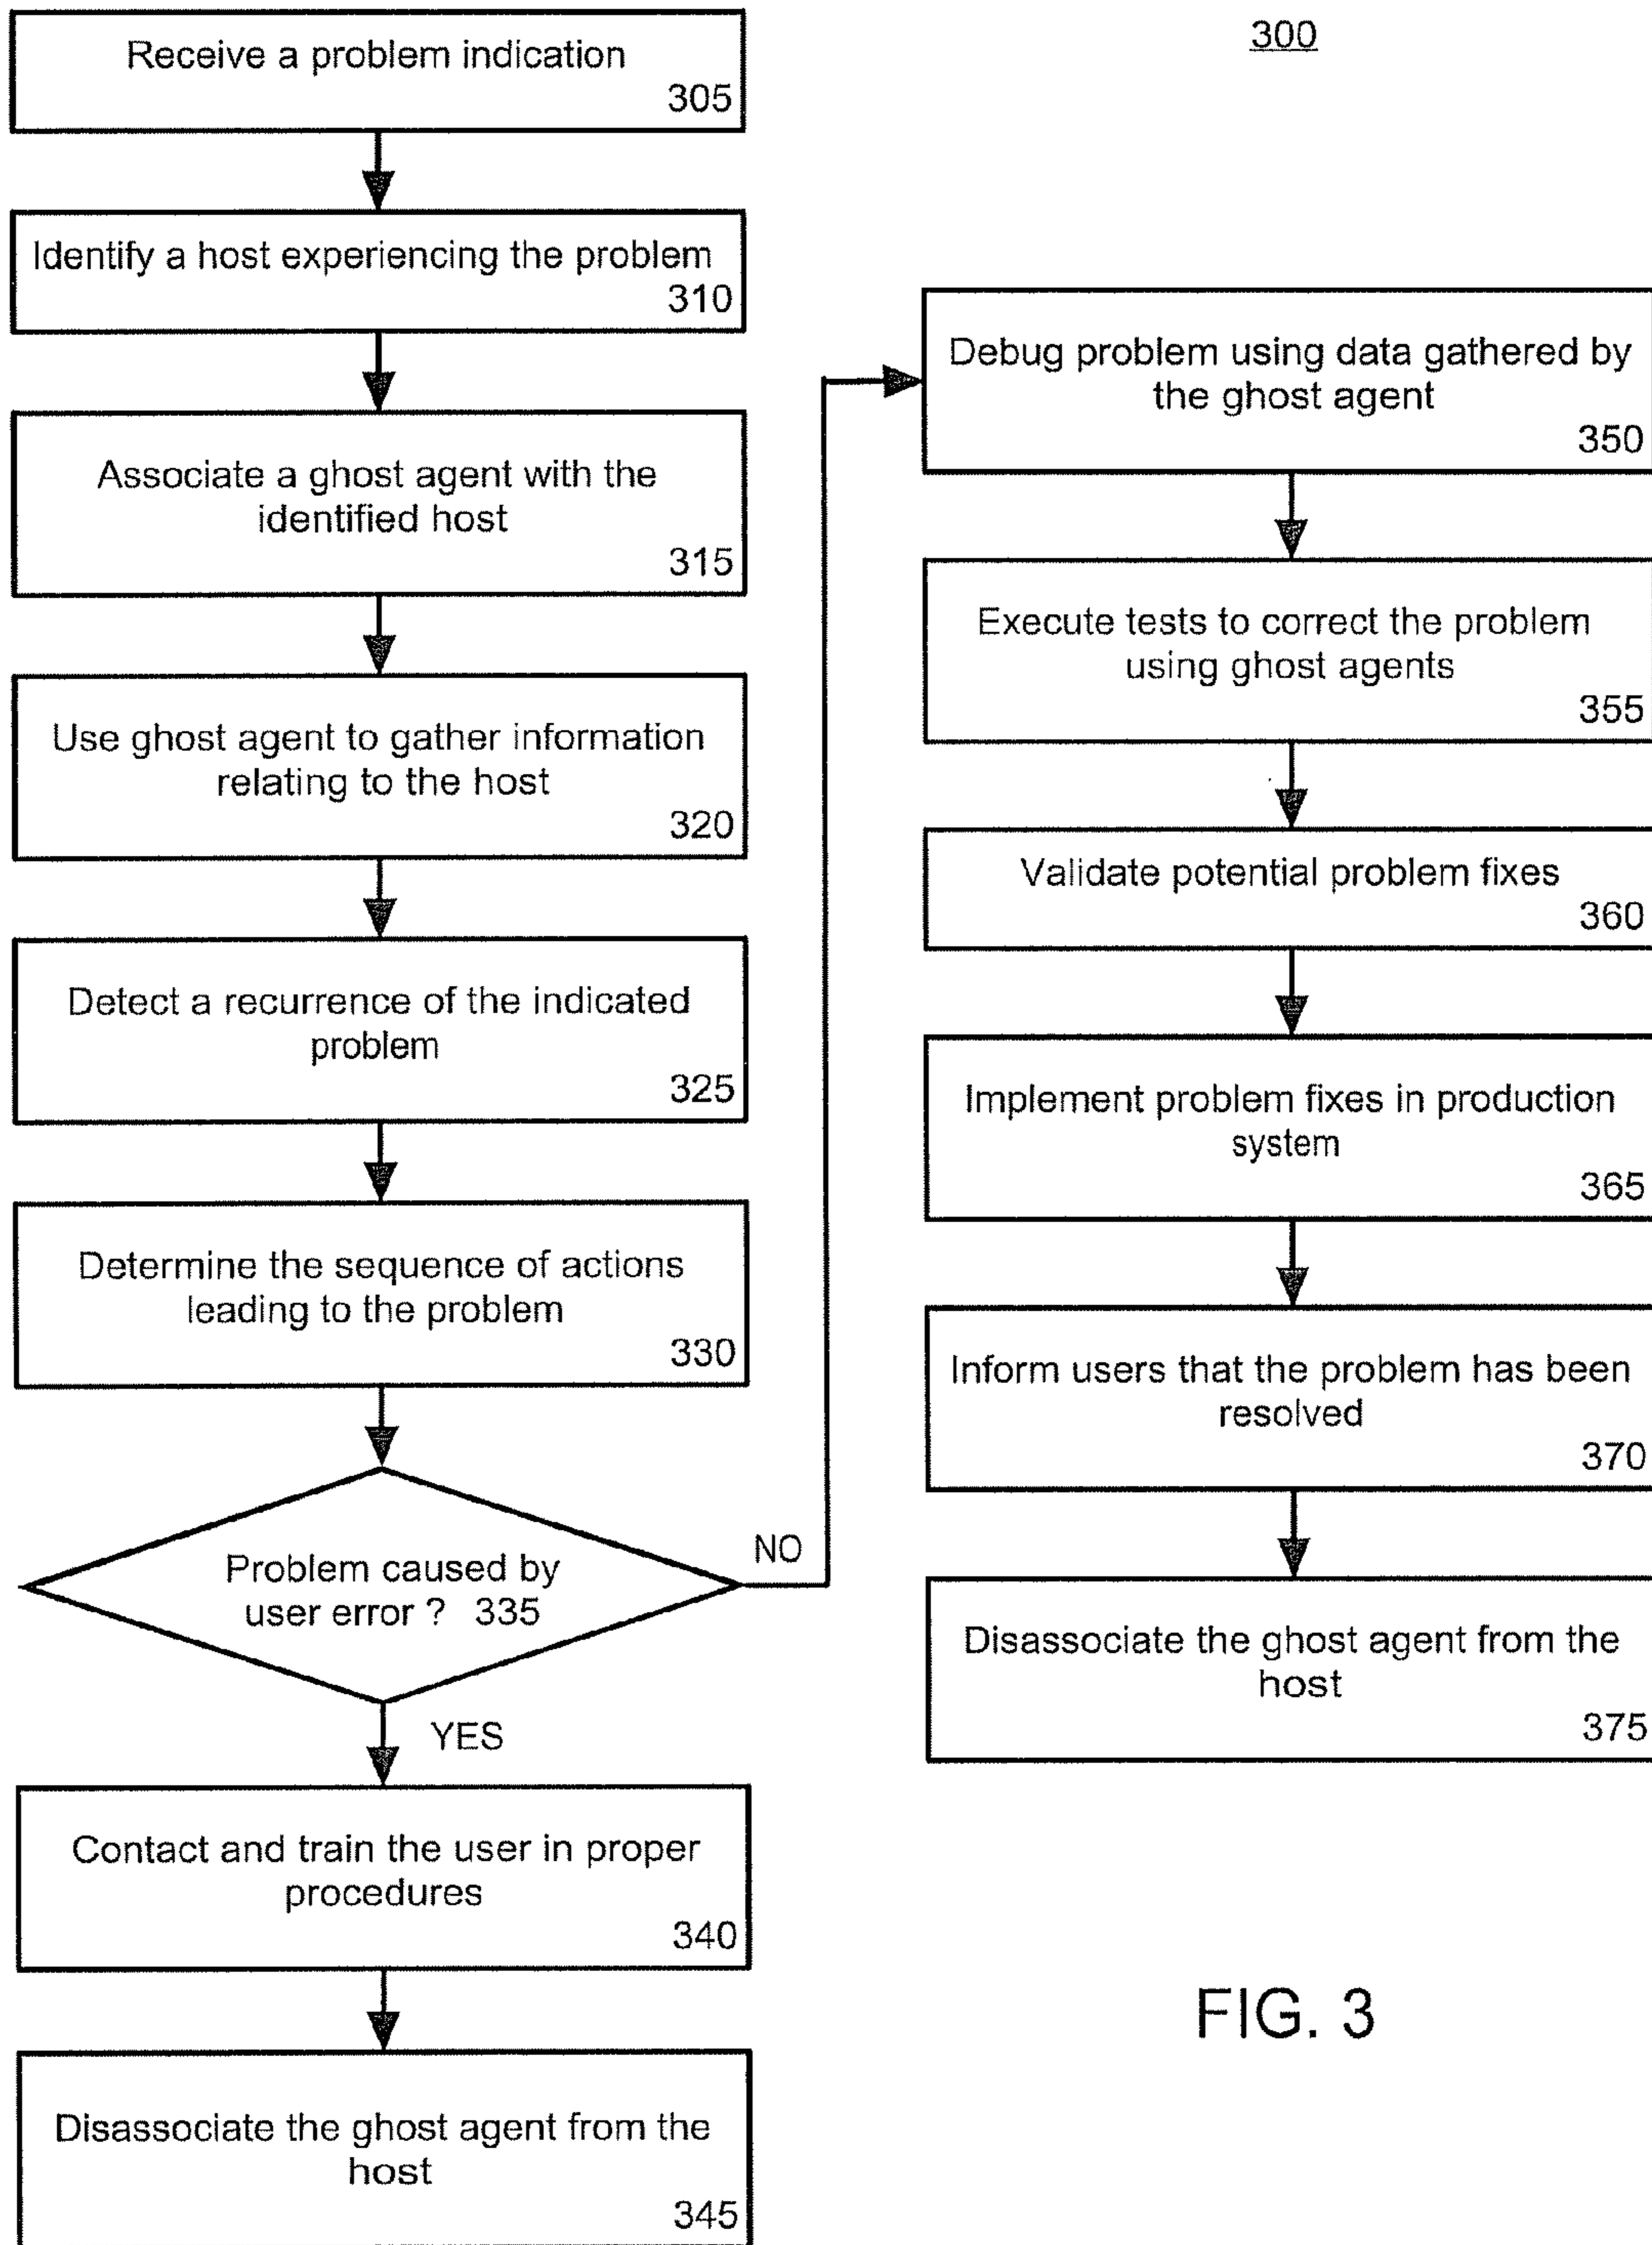 300
Receive a problem indication
305
Identify a host experiencing the problem
310
Associate a ghost agent with the
identified host
315
Use ghost agent to gather information
relating to the host
320
Detect a recurrence of the indicated
problem
325
Determine the sequence of actions
leading to the problem
330
Problem caused by
user error ? 335
NO
YES
Contact and train the user in proper
procedures
340
Disassociate the ghost agent from the
host
345
Debug problem using data gathered by
the ghost agent
350
Execute tests to correct the problem
using ghost agents
355
Validate potential problem fixes
360
Implement problem fixes in production
system
365
Inform users that the problem has been
resolved
370
Disassociate the ghost agent from the
host
375
FIG. 3